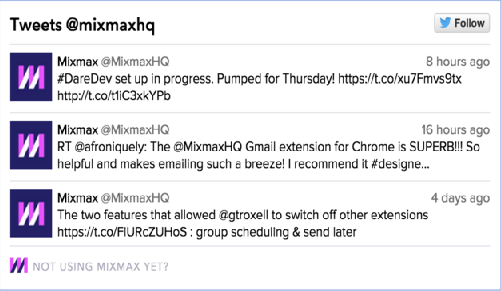 Tweets @mixmaxhq
Follow
Mixmax @MixmaxHQ 8 hours ago
#DareDev set up in progress. Pumped for Thursday! https://t.co/xu7Fmvs9tx
http://t.co/t1iC3xkYPb
Mixmax @MixmaxHQ 16 hours ago
RT @afroniquely: The @MixmaxHQ Gmail extension for Chrome is SUPERB!!! So
helpful and makes emailing such a breeze! I recommend it #designe...
Mixmax @MixmaxHQ 4 days ago
The two features that allowed @gtroxell to switch off other extensions
https://t.co/FlURcZUHoS : group scheduling & send later
NOT USING MIXMAX YET?